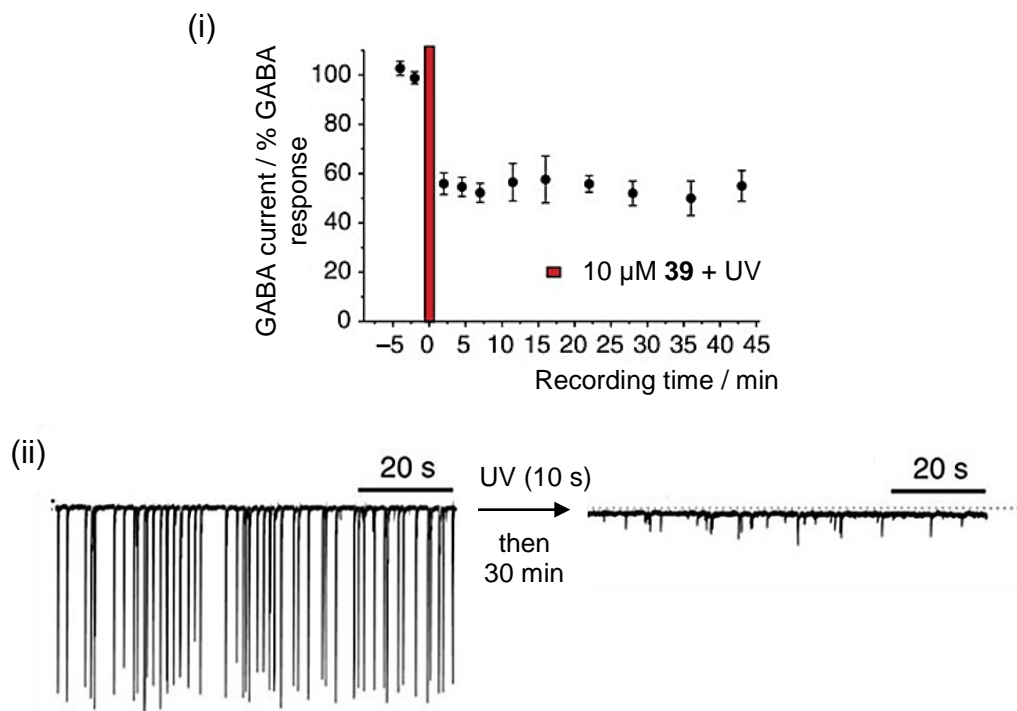 (i)
GABA current / % GABA
response
100
80
60
40
20
0
10 µM 39 + UV
–5 0 5 10 15 20 25 30 35 40 45
Recording time / min
(ii)
20 s
UV (10 s)
then
30 min
20 s